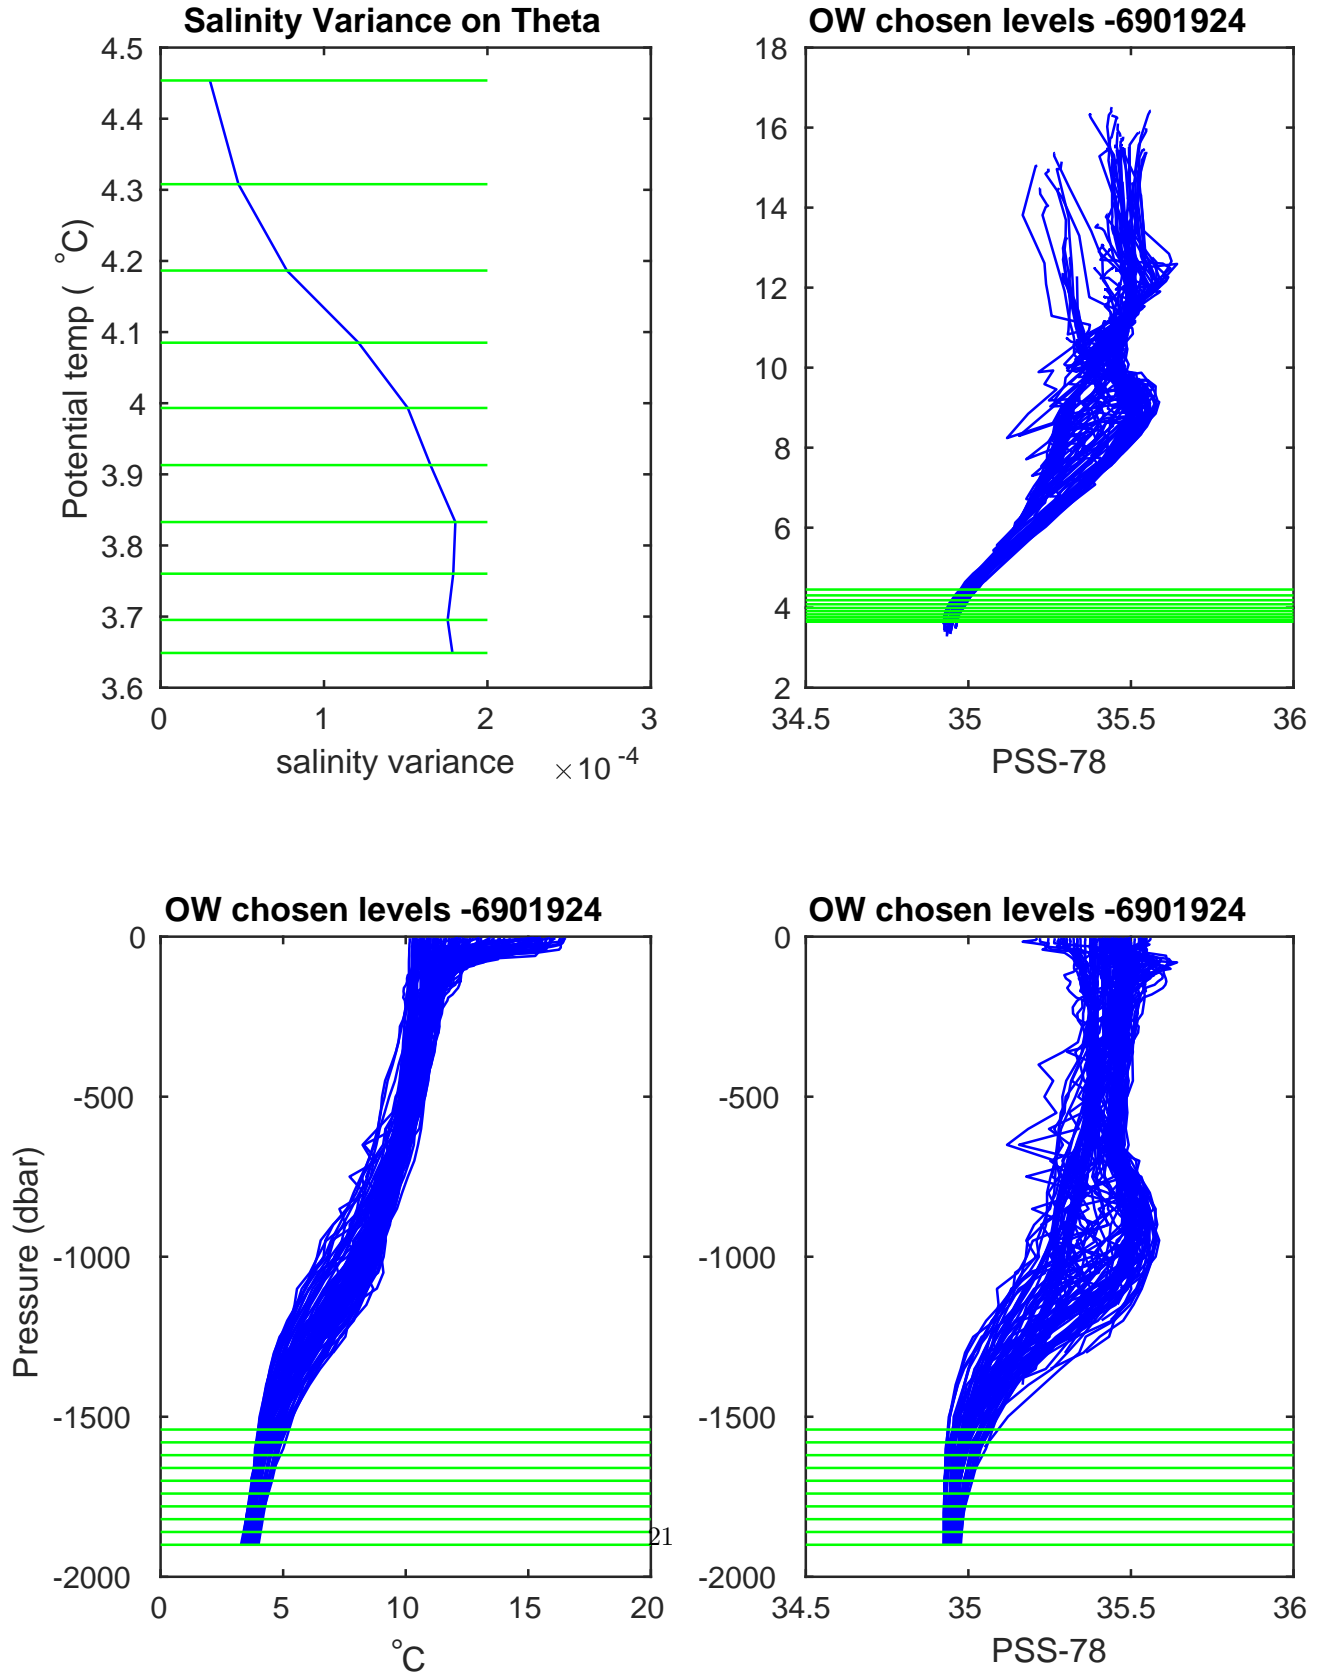 Salinity Variance on Theta
4.5
4.4
4.3
4.2
4.1
4
3.9
3.8
3.7
3.6
Potential temp ( °C)
0 1 2 3
salinity variance ×10 -4
OW chosen levels -6901924
18
16
14
12
10
8
6
4
2
34.5 35 35.5 36
PSS-78
OW chosen levels -6901924
0
-500
-1000
-1500
-2000
Pressure (dbar)
0 5 10 15 20
°C
21
OW chosen levels -6901924
0
-500
-1000
-1500
-2000
34.5 35 35.5 36
PSS-78